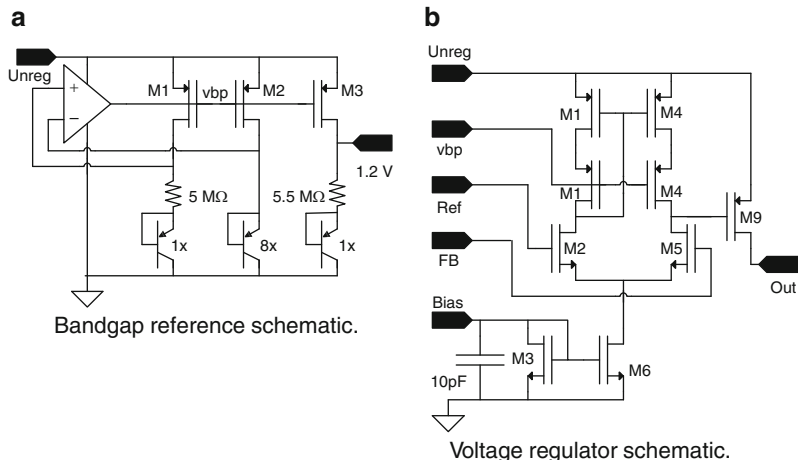 a
Unreg
+
−
M1
vbp
M2
M3
1.2 V
5 MΩ
5.5 MΩ
1x
8x
1x
Bandgap reference schematic.
b
Unreg
M1
M4
vbp
M1
M4
Ref
M9
M2
M5
FB
Out
Bias
M3
M6
10pF
Voltage regulator schematic.